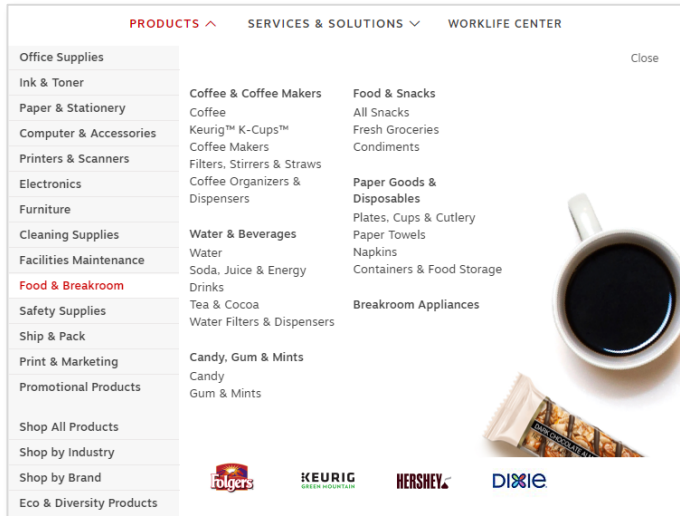 PRODUCTS
SERVICES & SOLUTIONS
WORKLIFE CENTER
Office Supplies
Ink & Toner
Paper & Stationery
Computer & Accessories
Printers & Scanners
Electronics
Furniture
Cleaning Supplies
Facilities Maintenance
Food & Breakroom
Safety Supplies
Ship & Pack
Print & Marketing
Promotional Products
Shop All Products
Shop by Industry
Shop by Brand
Eco & Diversity Products
Close
Coffee & Coffee Makers
Coffee
Keurig™ K-Cups™
Coffee Makers
Filters, Stirrers & Straws
Coffee Organizers &
Dispensers
Water & Beverages
Water
Soda, Juice & Energy
Drinks
Tea & Cocoa
Water Filters & Dispensers
Candy, Gum & Mints
Candy
Gum & Mints
Food & Snacks
All Snacks
Fresh Groceries
Condiments
Paper Goods &
Disposables
Plates, Cups & Cutlery
Paper Towels
Napkins
Containers & Food Storage
Breakroom Appliances
DARK CHOCOLATE
Folgers
KEURIG
GREEN MOUNTAIN
HERSHEY
DIXIE